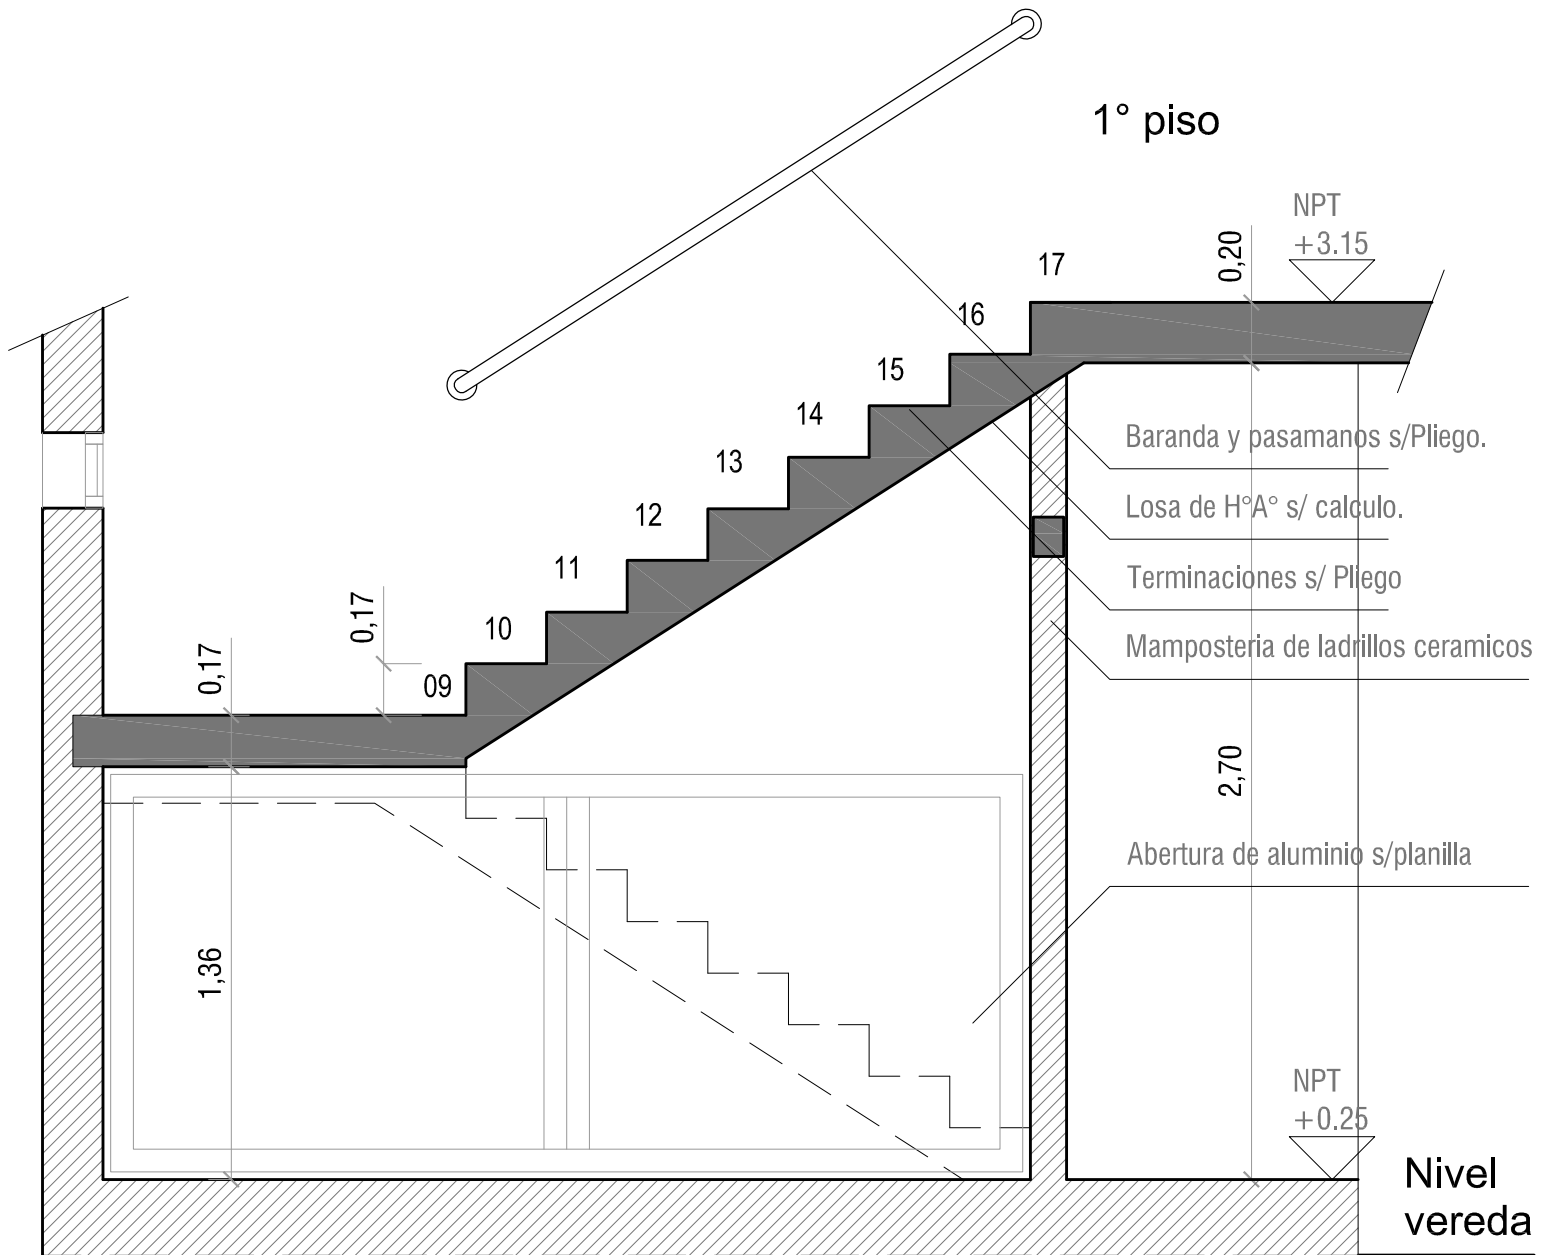 1° piso
NPT
+3.15
0,20
17
16
15
14
13
12
11
10
09
0,17
0,17
Baranda y pasamanos s/Pliego.
Losa de H°A° s/ calculo.
Terminaciones s/ Pliego
Mamposteria de ladrillos ceramicos
2,70
Abertura de aluminio s/planilla
1,36
NPT
+0.25
Nivel
vereda